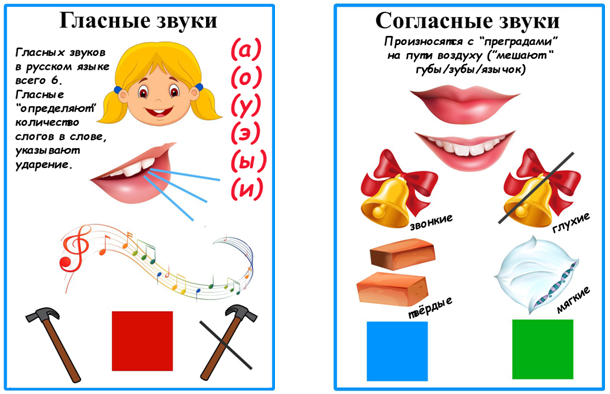 Гласные звуки
Гласных звуков
в русском языке
всего 6.
Гласные
“определяют”
количество
слогов в слове,
указывают
ударение.
(а)
(о)
(у)
(э)
(ы)
(и)
Согласные звуки
Произносятся с “преградами”
на пути воздуху (”мешают“
губы/зубы/язычок)
звонкие
глухие
твёрдые
мягкие